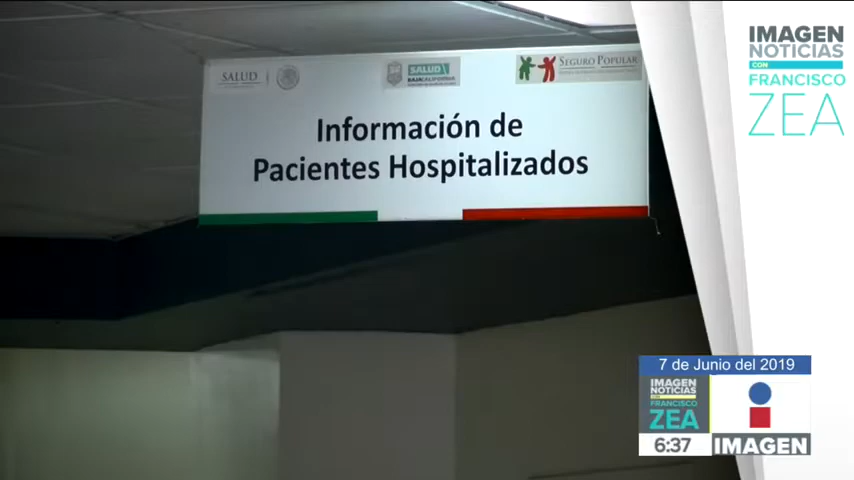 SALUD
SALUD
BAJA CALIFORNIA
SEGURO POPULAR
Información de
Pacientes Hospitalizados
IMAGEN
NOTICIAS
CON
FRANCISCO
ZEA
7 de Junio del 2019
IMAGEN
NOTICIAS
CON
FRANCISCO
ZEA
6:37
IMAGEN